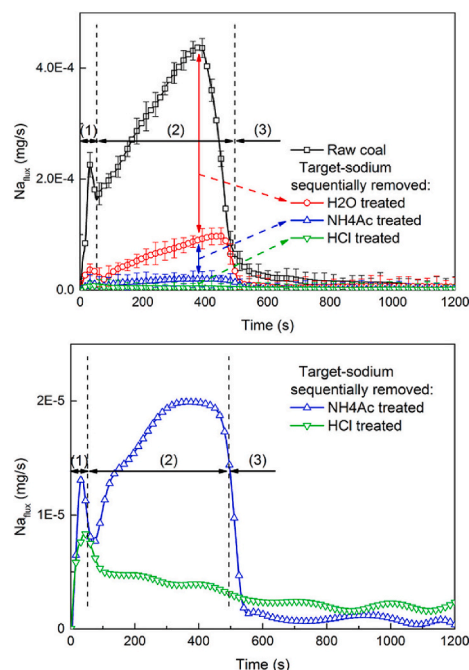 4.0E-4
2.0E-4
0.0
Na_flux (mg/s)
(1)
(2)
(3)
Raw coal
Target-sodium
sequentially removed:
H2O treated
NH4Ac treated
HCl treated
0 200 400 600 800 1000 1200
Time (s)
2E-5
1E-5
0
Na_flux (mg/s)
(1)
(2)
(3)
Target-sodium
sequentially removed:
NH4Ac treated
HCl treated
0 200 400 600 800 1000 1200
Time (s)